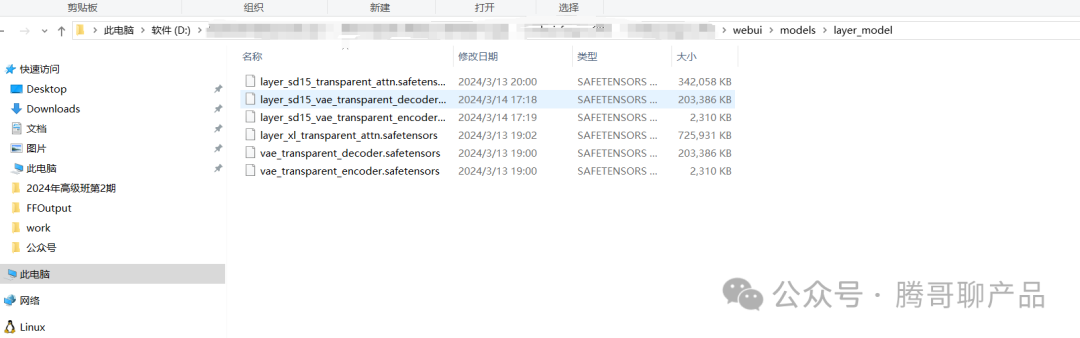 剪贴板 组织 新建 打开 选择
此电脑 › 软件 (D:) › webui › models › layer_model
名称 修改日期 类型 大小
快速访问
Desktop
Downloads
文档
图片
此电脑
2024年高级班第2期
FFOutput
work
公众号
此电脑
网络
Linux
layer_sd15_transparent_attn.safetens... 2024/3/13 20:00 SAFETENSORS ... 342,058 KB
layer_sd15_vae_transparent_decoder... 2024/3/14 17:18 SAFETENSORS ... 203,386 KB
layer_sd15_vae_transparent_encoder... 2024/3/14 17:19 SAFETENSORS ... 2,310 KB
layer_xl_transparent_attn.safetensors 2024/3/13 19:02 SAFETENSORS ... 725,931 KB
vae_transparent_decoder.safetensors 2024/3/13 19:00 SAFETENSORS ... 203,386 KB
vae_transparent_encoder.safetensors 2024/3/13 19:00 SAFETENSORS ... 2,310 KB
公众号 · 腾哥聊产品